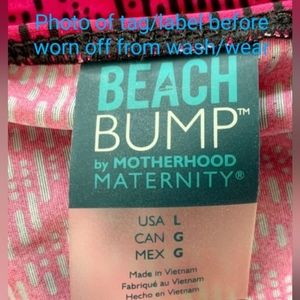 Photo of tag/label before
worn off from wash/wear
BEACH
BUMP™
by MOTHERHOOD
MATERNITY®
USA L
CAN G
MEX G
Made in Vietnam
Fabriqué au Vietnam
Hecho en Vietnam